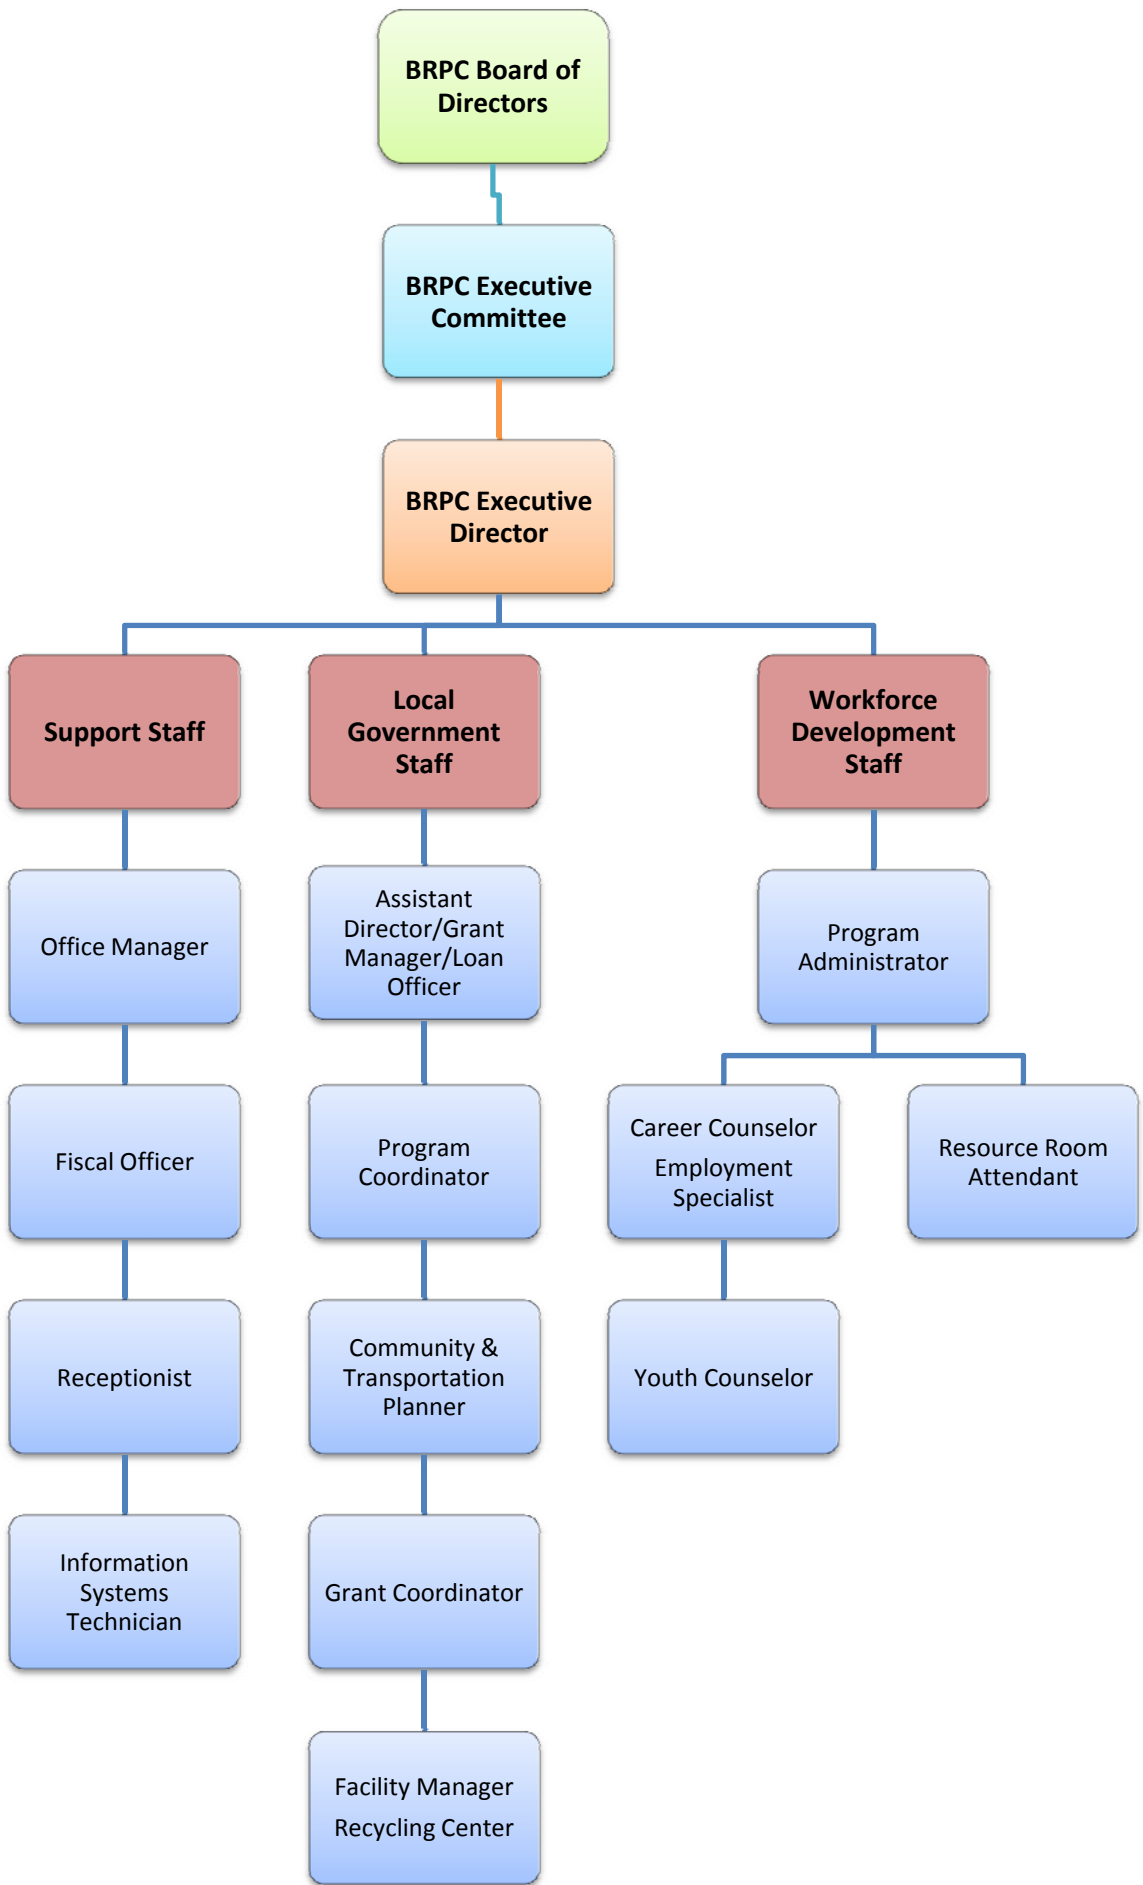 BRPC Board of
Directors
BRPC Executive
Committee
BRPC Executive
Director
Support Staff
Local
Government
Staff
Workforce
Development
Staff
Office Manager
Assistant
Director/Grant
Manager/Loan
Officer
Program
Administrator
Fiscal Officer
Program
Coordinator
Career Counselor
Employment
Specialist
Resource Room
Attendant
Receptionist
Community &
Transportation
Planner
Youth Counselor
Information
Systems
Technician
Grant Coordinator
Facility Manager
Recycling Center